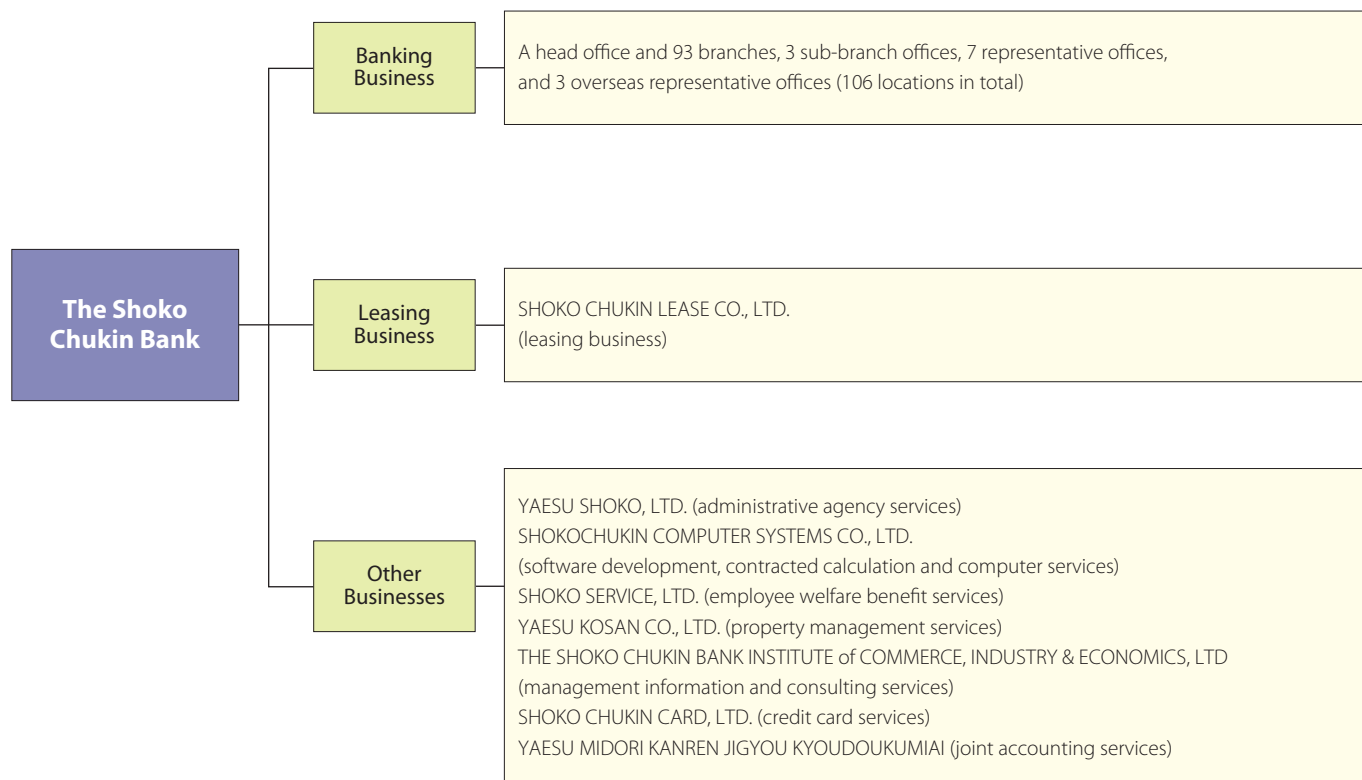 The Shoko
Chukin Bank
Banking
Business
A head office and 93 branches, 3 sub-branch offices, 7 representative offices,
and 3 overseas representative offices (106 locations in total)
Leasing
Business
SHOKO CHUKIN LEASE CO., LTD.
(leasing business)
Other
Businesses
YAESU SHOKO, LTD. (administrative agency services)
SHOKOCHUKIN COMPUTER SYSTEMS CO., LTD.
(software development, contracted calculation and computer services)
SHOKO SERVICE, LTD. (employee welfare benefit services)
YAESU KOSAN CO., LTD. (property management services)
THE SHOKO CHUKIN BANK INSTITUTE of COMMERCE, INDUSTRY & ECONOMICS, LTD
(management information and consulting services)
SHOKO CHUKIN CARD, LTD. (credit card services)
YAESU MIDORI KANREN JIGYOU KYOUDOUKUMIAI (joint accounting services)